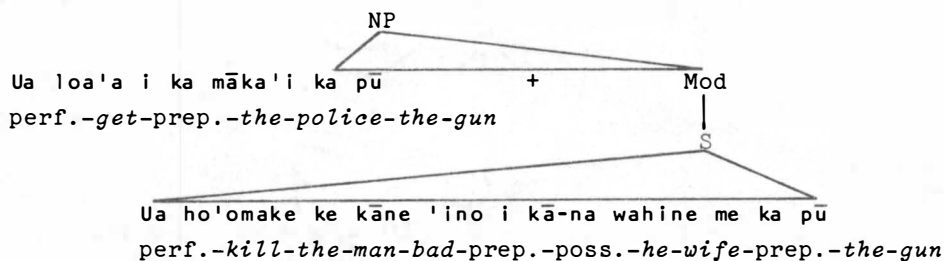 NP
Ua loa'a i ka māka'i ka pū + Mod
perf.-get-prep.-the-police-the-gun
S
Ua ho'omake ke kāne 'ino i kā-na wahine me ka pū
perf.-kill-the-man-bad-prep.-poss.-he-wife-prep.-the-gun